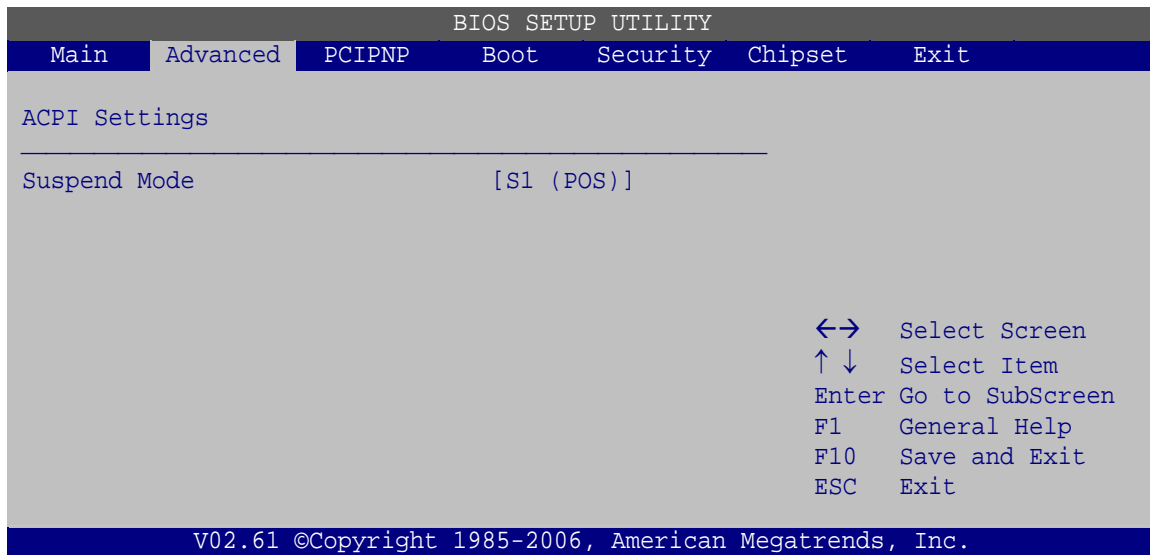 BIOS SETUP UTILITY
Main Advanced PCIPNP Boot Security Chipset Exit
ACPI Settings
Suspend Mode [S1 (POS)]
←→ Select Screen
↑ ↓ Select Item
Enter Go to SubScreen
F1 General Help
F10 Save and Exit
ESC Exit
V02.61 ©Copyright 1985-2006, American Megatrends, Inc.